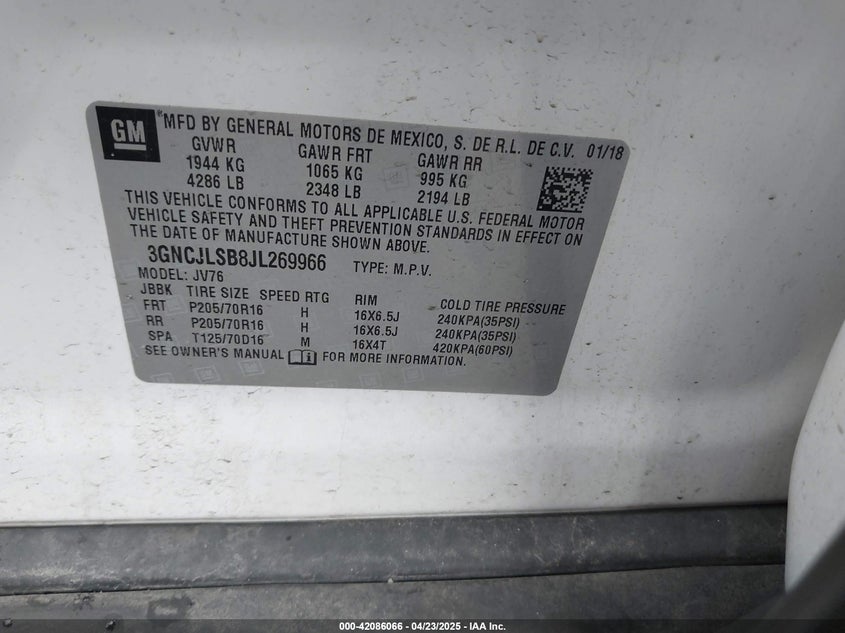 GM
®MFD BY GENERAL MOTORS DE MEXICO, S. DE R.L. DE C.V. 01/18
GVWR GAWR FRT GAWR RR
1944 KG 1065 KG 995 KG
4286 LB 2348 LB 2194 LB
THIS VEHICLE CONFORMS TO ALL APPLICABLE U.S. FEDERAL MOTOR
VEHICLE SAFETY AND THEFT PREVENTION STANDARDS IN EFFECT ON
THE DATE OF MANUFACTURE SHOWN ABOVE.
3GNCJLSB8JL269966 TYPE: M.P.V.
MODEL: JV76
JBBK TIRE SIZE SPEED RTG RIM COLD TIRE PRESSURE
FRT P205/70R16 H 16X6.5J 240KPA(35PSI)
RR P205/70R16 H 16X6.5J 240KPA(35PSI)
SPA T125/70D16 M 16X4T 420KPA(60PSI)
SEE OWNER'S MANUAL FOR MORE INFORMATION.
000-42086066 - 04/23/2025 - IAA Inc.